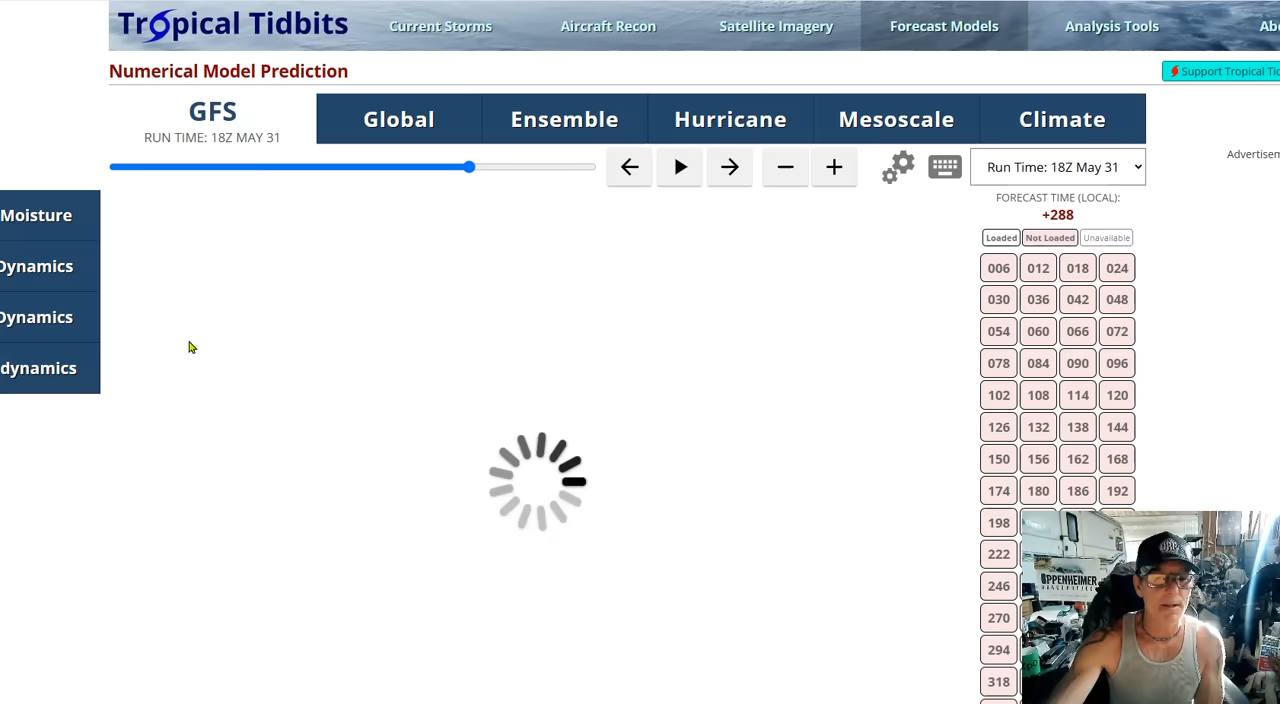 Tropical Tidbits
Current Storms
Aircraft Recon
Satellite Imagery
Forecast Models
Analysis Tools
Ab
Numerical Model Prediction
Support Tropical Tid
GFS
RUN TIME: 18Z MAY 31
Global
Ensemble
Hurricane
Mesoscale
Climate
Run Time: 18Z May 31
Advertisem
FORECAST TIME (LOCAL):
+288
Loaded Not Loaded Unavailable
Moisture
Dynamics
Dynamics
dynamics
006 012 018 024
030 036 042 048
054 060 066 072
078 084 090 096
102 108 114 120
126 132 138 144
150 156 162 168
174 180 186 192
198
222
246
270
294
318
OPPENHEIMER